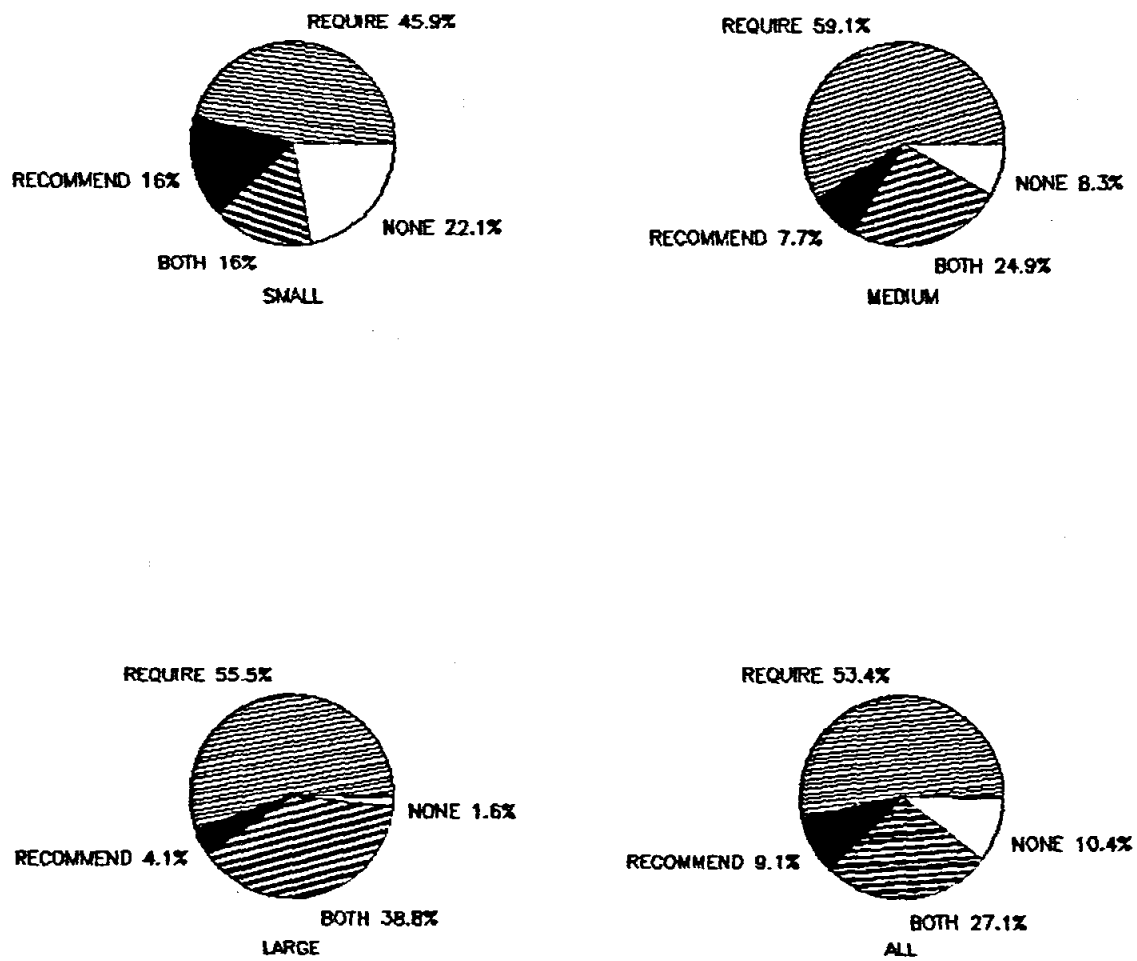 REQUIRE 45.9%
RECOMMEND 16%
NONE 22.1%
BOTH 16%
SMALL
REQUIRE 59.1%
NONE 8.3%
RECOMMEND 7.7%
BOTH 24.9%
MEDIUM
REQUIRE 55.5%
NONE 1.6%
RECOMMEND 4.1%
BOTH 38.8%
LARGE
REQUIRE 53.4%
NONE 10.4%
RECOMMEND 9.1%
BOTH 27.1%
ALL